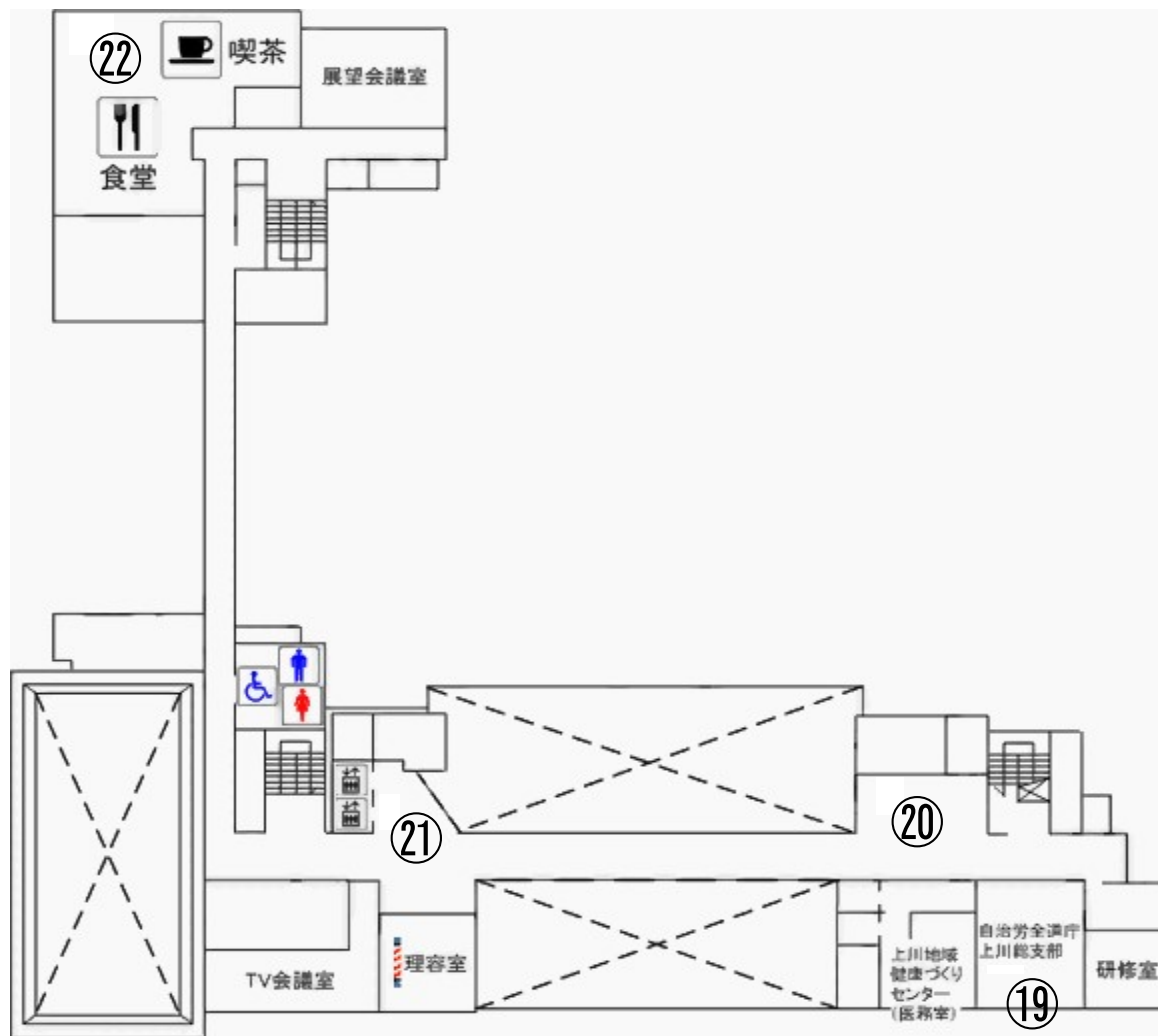 ㉒
喫茶
展望会議室
食堂
㉑
⑳
TV会議室
理容室
上川地域
健康づくり
センター
(医務室)
自治労全道庁
上川総支部
⑲
研修室